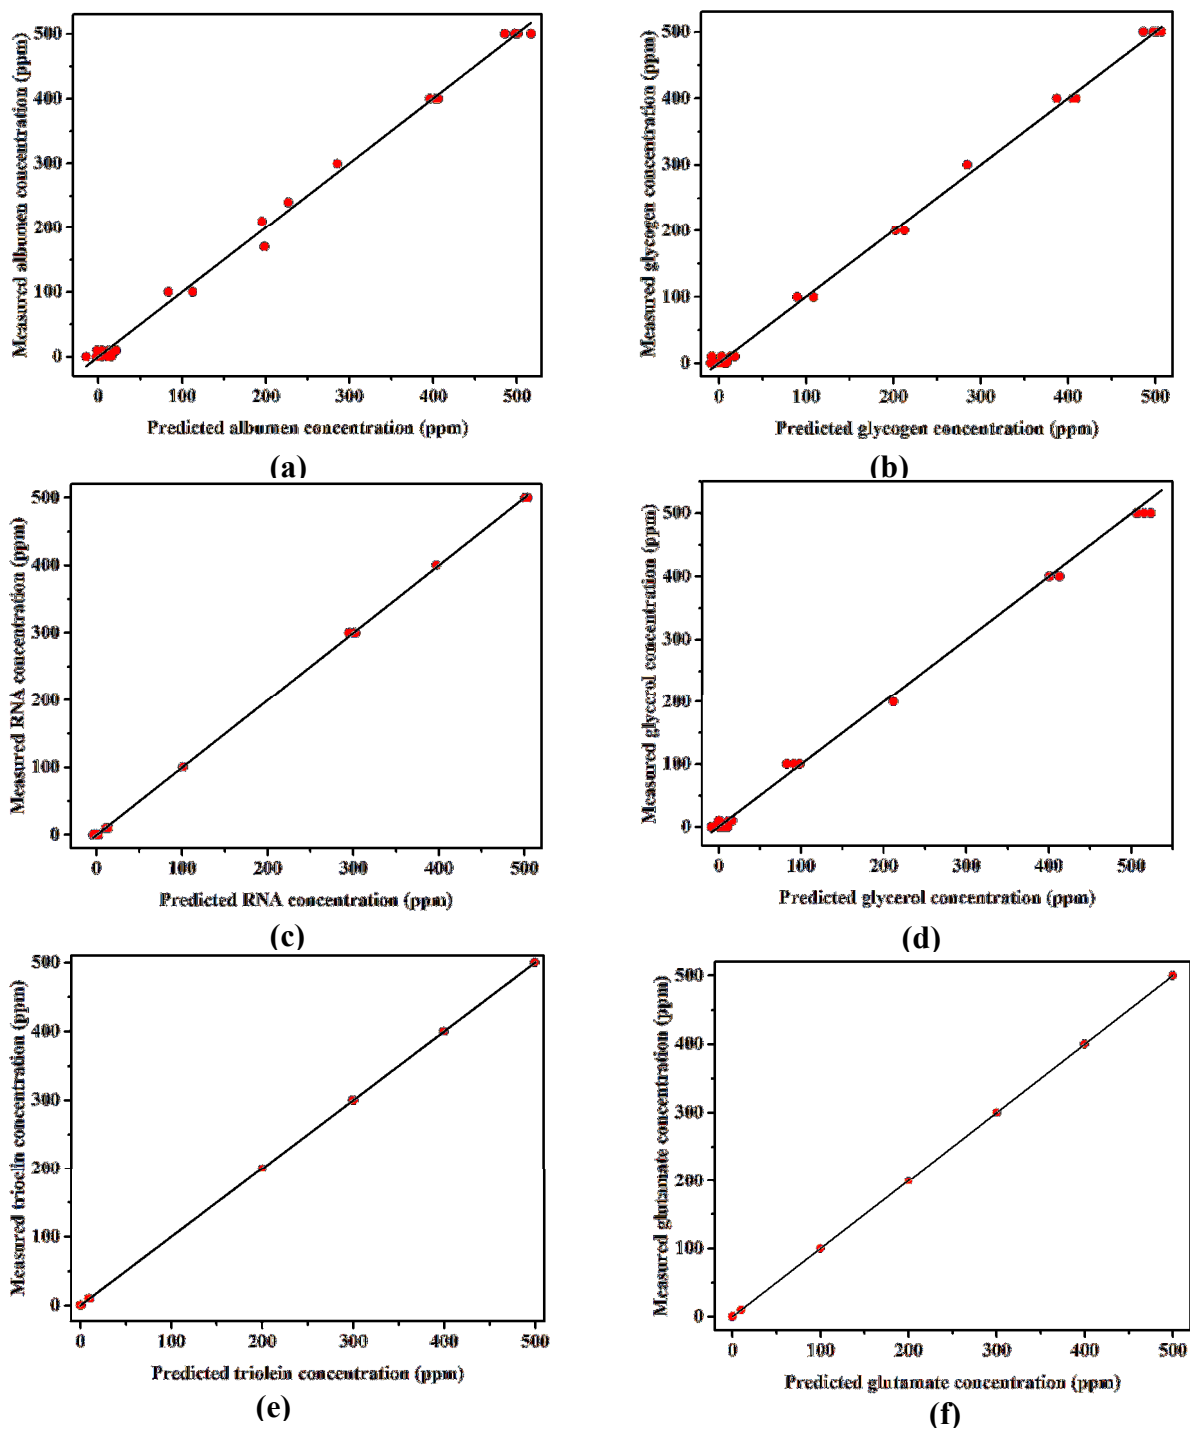 Measured albumen concentration (ppm)
500
400
300
200
100
0
0 100 200 300 400 500
Predicted albumen concentration (ppm)
(a)
Measured glycogen concentration (ppm)
500
400
300
200
100
0
0 100 200 300 400 500
Predicted glycogen concentration (ppm)
(b)
Measured RNA concentration (ppm)
500
400
300
200
100
0
0 100 200 300 400 500
Predicted RNA concentration (ppm)
(c)
Measured glycerol concentration (ppm)
500
400
300
200
100
0
0 100 200 300 400 500
Predicted glycerol concentration (ppm)
(d)
Measured triolein concentration (ppm)
500
400
300
200
100
0
0 100 200 300 400 500
Predicted triolein concentration (ppm)
(e)
Measured glutamate concentration (ppm)
500
400
300
200
100
0
0 100 200 300 400 500
Predicted glutamate concentration (ppm)
(f)